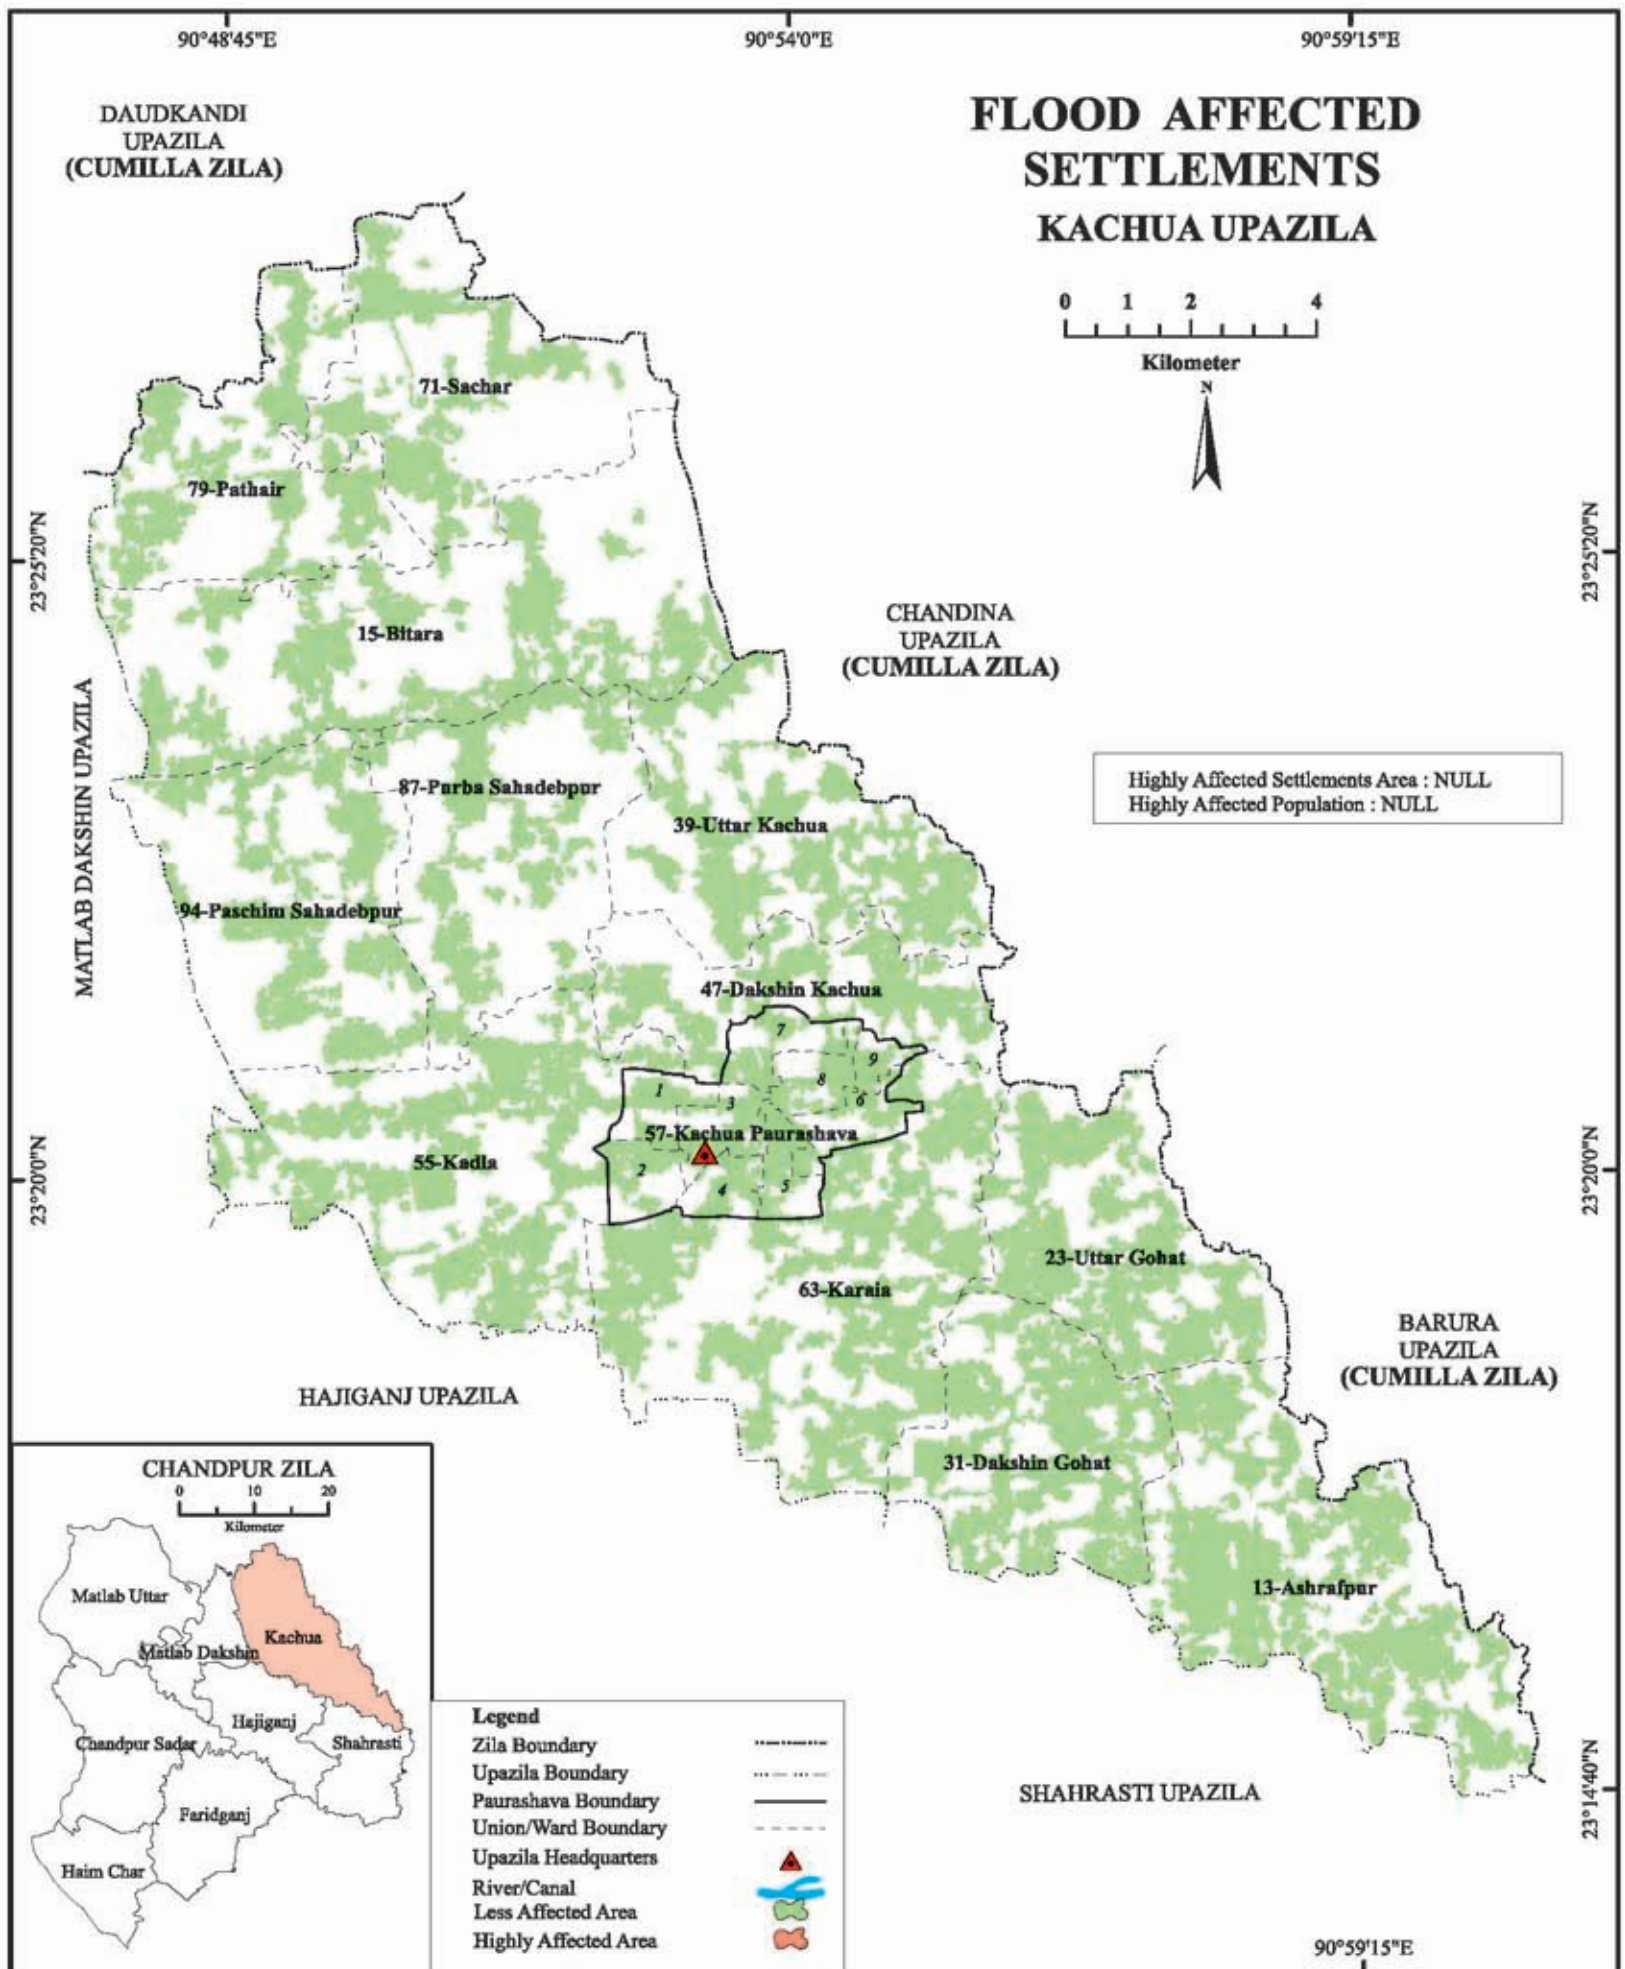 90°48'45"E
90°54'0"E
90°59'15"E
DAUDKANDI
UPAZILA
(CUMILLA ZILA)
FLOOD AFFECTED
SETTLEMENTS
KACHUA UPAZILA
0 1 2 4
Kilometer
N
71-Sachar
79-Pathair
23°25'20"N
23°25'20"N
15-Bitara
CHANDINA
UPAZILA
(CUMILLA ZILA)
MATLAB DAKSHIN UPAZILA
87-Purba Sahadebpur
Highly Affected Settlements Area : NULL
Highly Affected Population : NULL
39-Uttar Kachua
94-Paschim Sahadebpur
47-Dakshin Kachua
7
9
8
1
3
6
57-Kachua Paurashava
55-Kadla
2
4
5
23°20'0"N
23°20'0"N
23-Uttar Gohat
63-Karaia
BARURA
UPAZILA
(CUMILLA ZILA)
HAJIGANJ UPAZILA
31-Dakshin Gohat
13-Ashrafpur
CHANDPUR ZILA
0 10 20
Kilometer
Matlab Uttar
Kachua
Matlab Dakshin
Hajiganj
Chandpur Sadar
Shahrasti
Faridganj
Haim Char
SHAHRASTI UPAZILA
23°14'40"N
Legend
Zila Boundary
Upazila Boundary
Paurashava Boundary
Union/Ward Boundary
Upazila Headquarters
River/Canal
Less Affected Area
Highly Affected Area
90°59'15"E